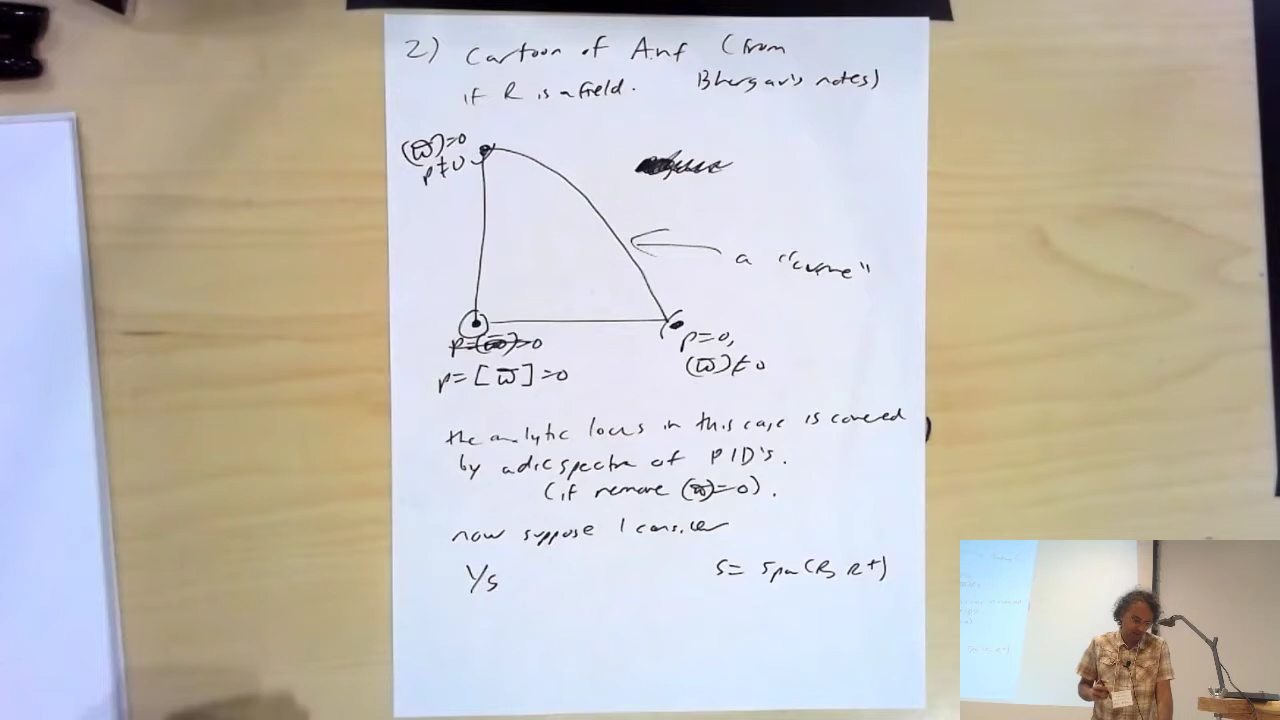 2) Cartoon of Ainf (from
if R is a field. Bhargav's notes)
[ϖ]=0
p≠0
a "curve"
p=[ϖ]=0
p=0,
[ϖ]≠0
p=[ϖ]=0
the analytic locus in this case is covered
by adic spectra of PID's.
(if remove [ϖ]=0).
now suppose I consider
Y/S S= Spa(R, R+)